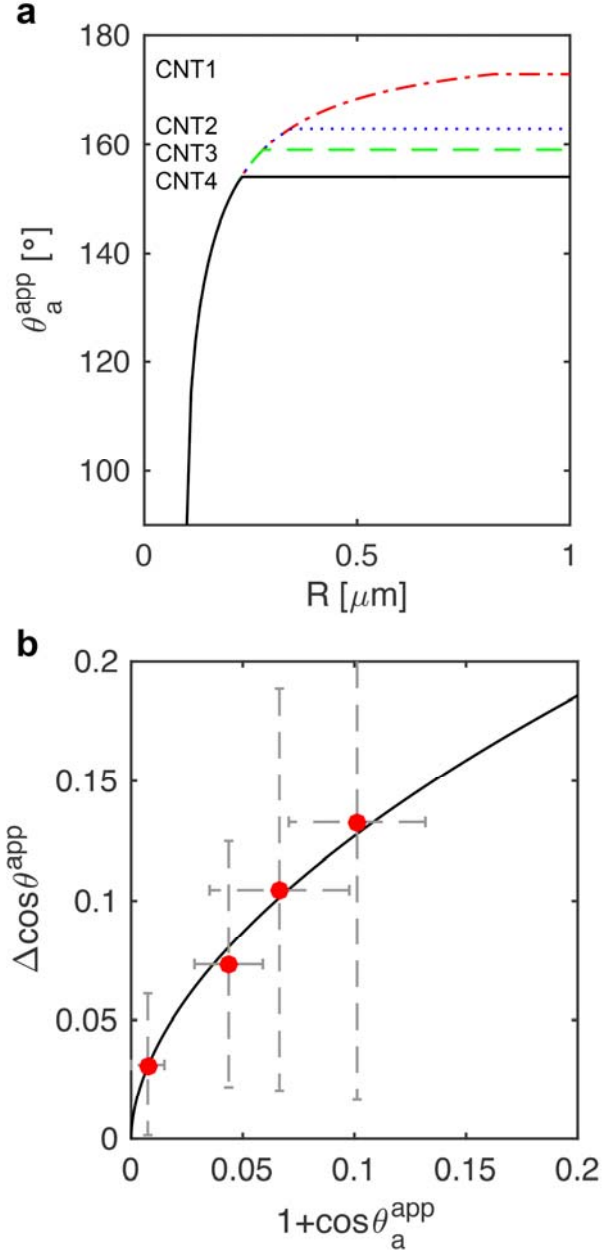 a
180
CNT1
CNT2
160
CNT3
CNT4
140
120
100
θ_a^app [°]
0
0.5
1
R [μm]
b
0.2
0.15
0.1
0.05
0
Δcosθ^app
0
0.05
0.1
0.15
0.2
1+cosθ_a^app